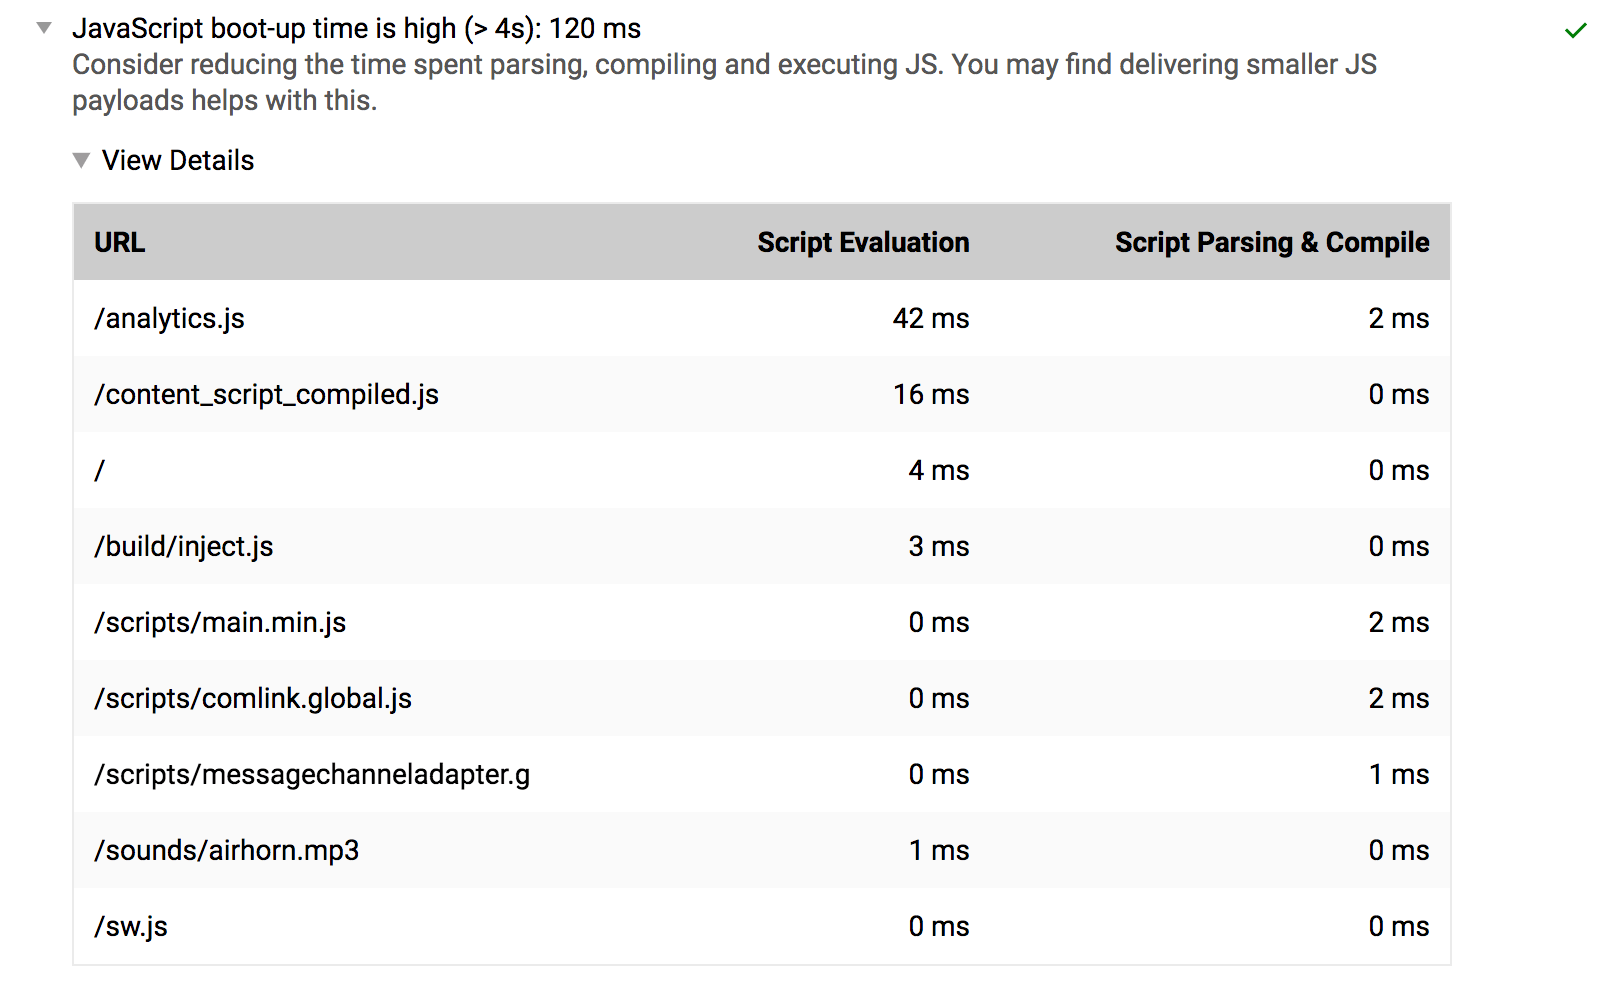 JavaScript boot-up time is high (> 4s): 120 ms
Consider reducing the time spent parsing, compiling and executing JS. You may find delivering smaller JS
payloads helps with this.
View Details
URL Script Evaluation Script Parsing & Compile
/analytics.js 42 ms 2 ms
/content_script_compiled.js 16 ms 0 ms
/ 4 ms 0 ms
/build/inject.js 3 ms 0 ms
/scripts/main.min.js 0 ms 2 ms
/scripts/comlink.global.js 0 ms 2 ms
/scripts/messagechanneladapter.g 0 ms 1 ms
/sounds/airhorn.mp3 1 ms 0 ms
/sw.js 0 ms 0 ms